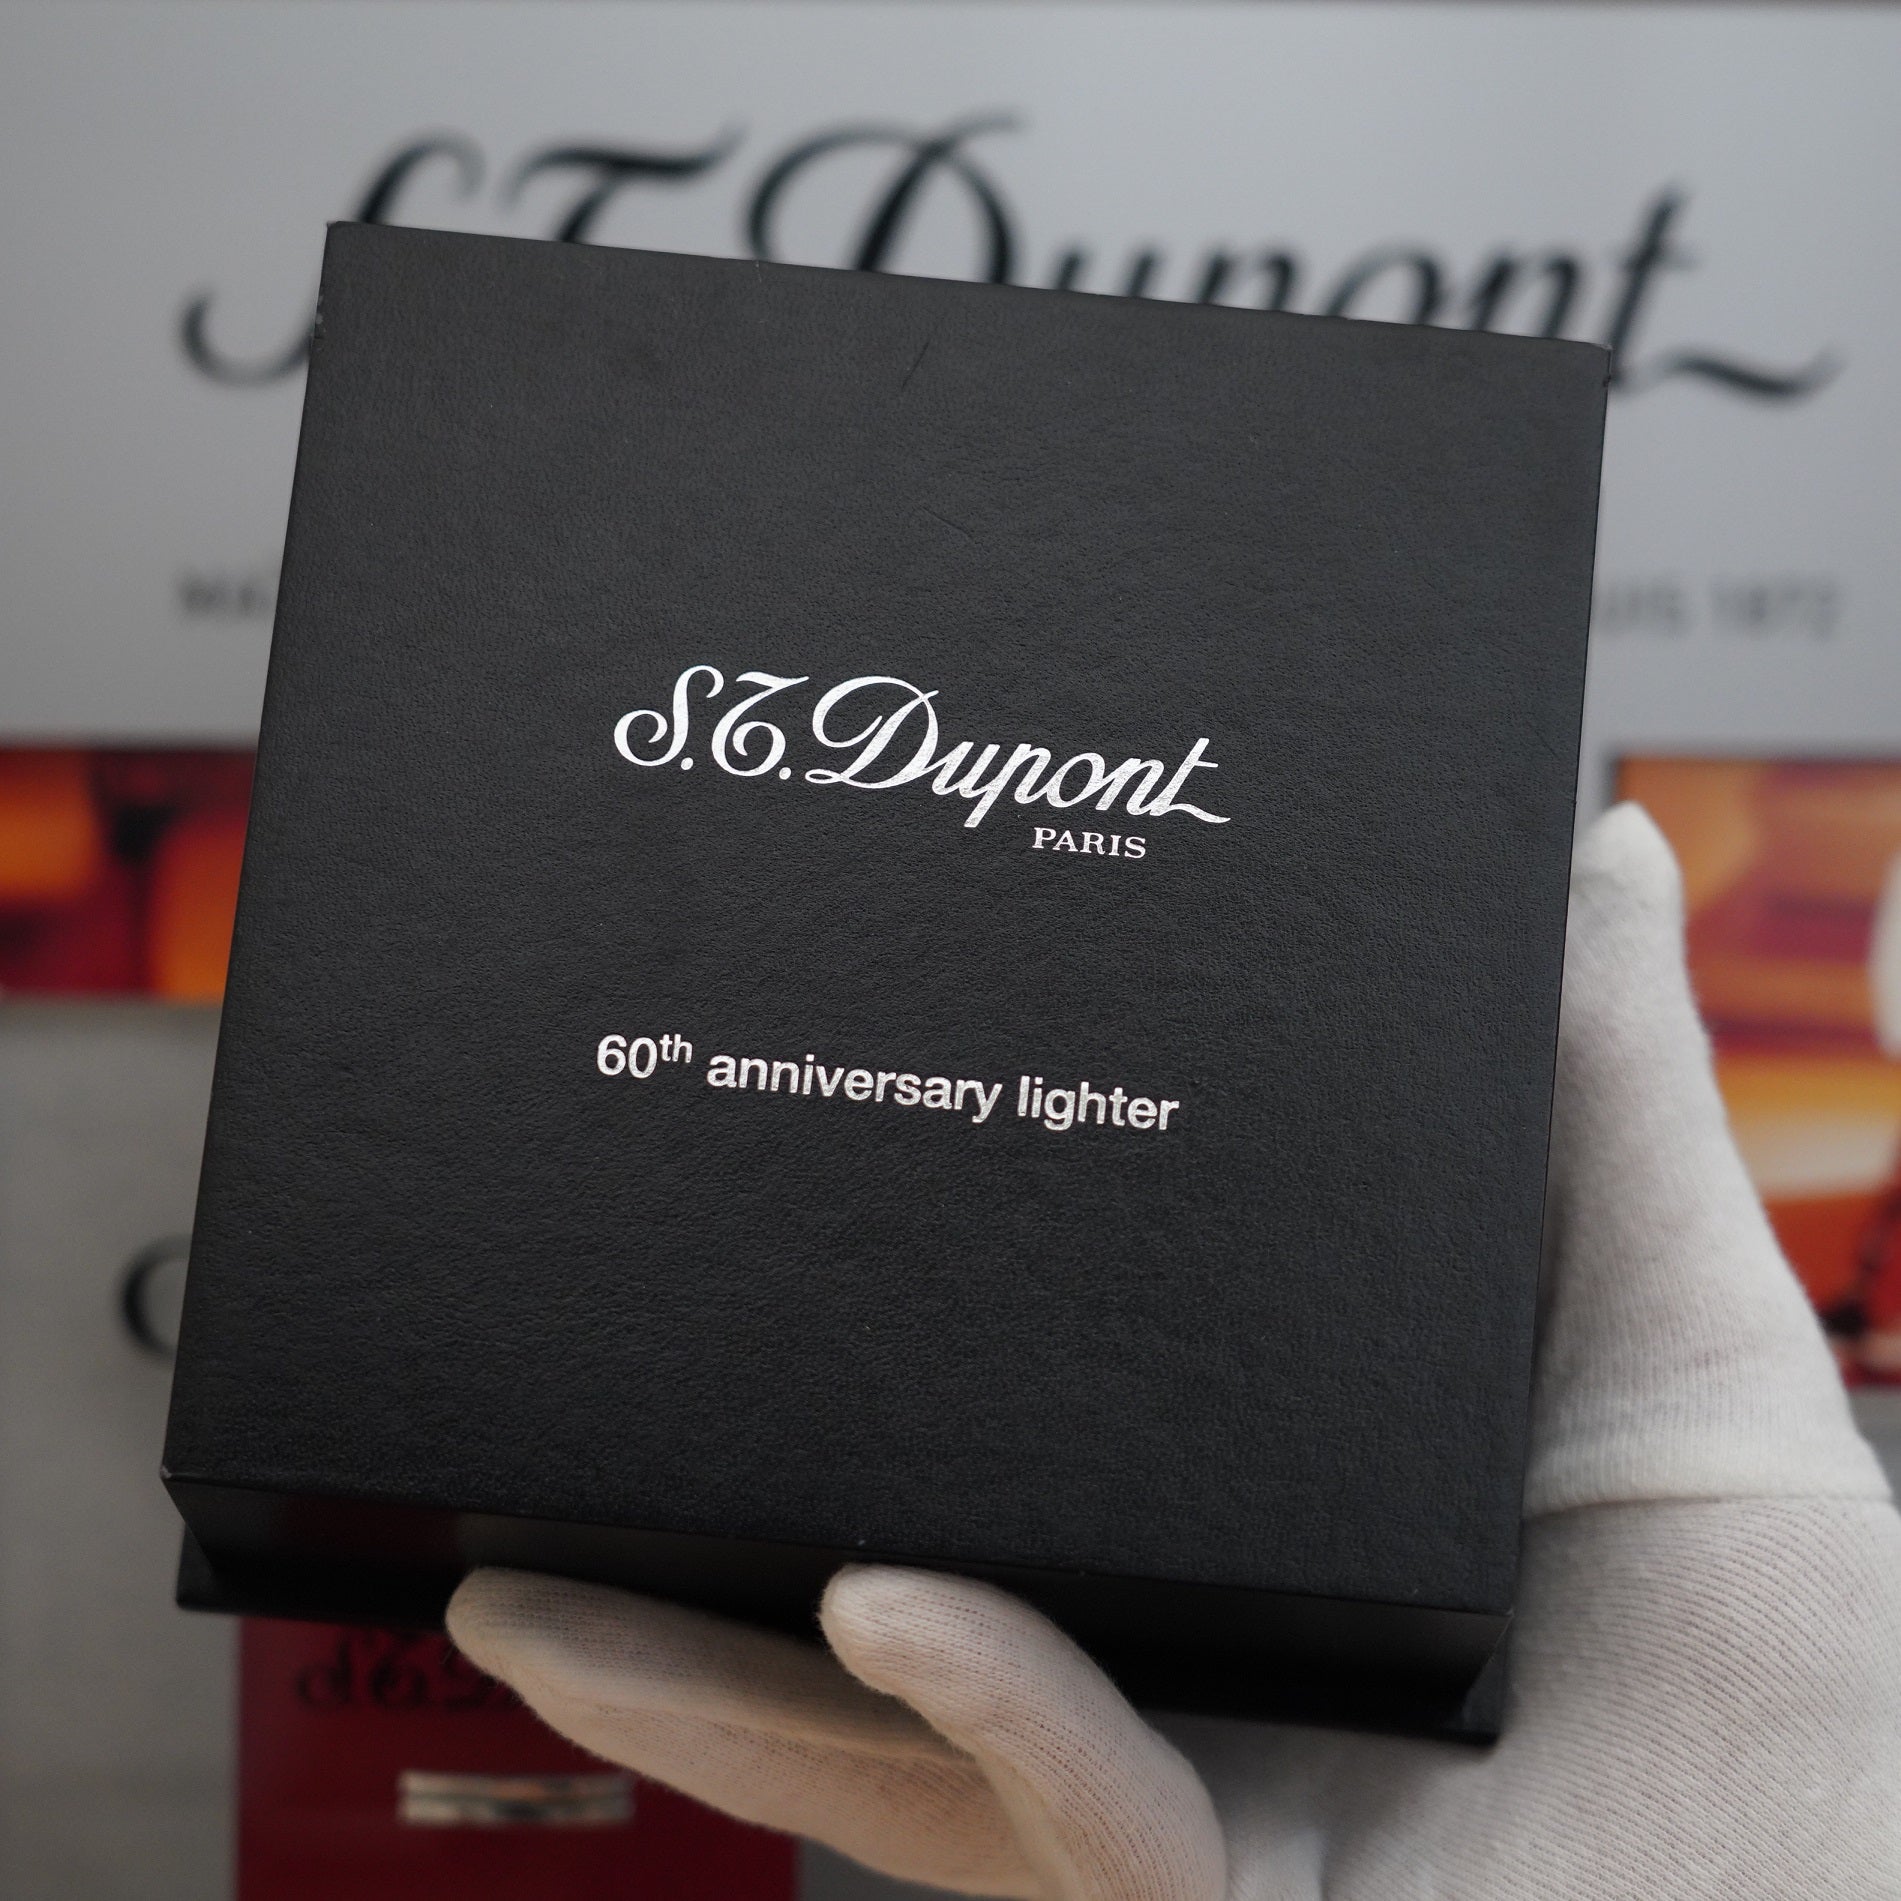 S.T. Dupont
S.T. Dupont
PARIS
60th anniversary lighter